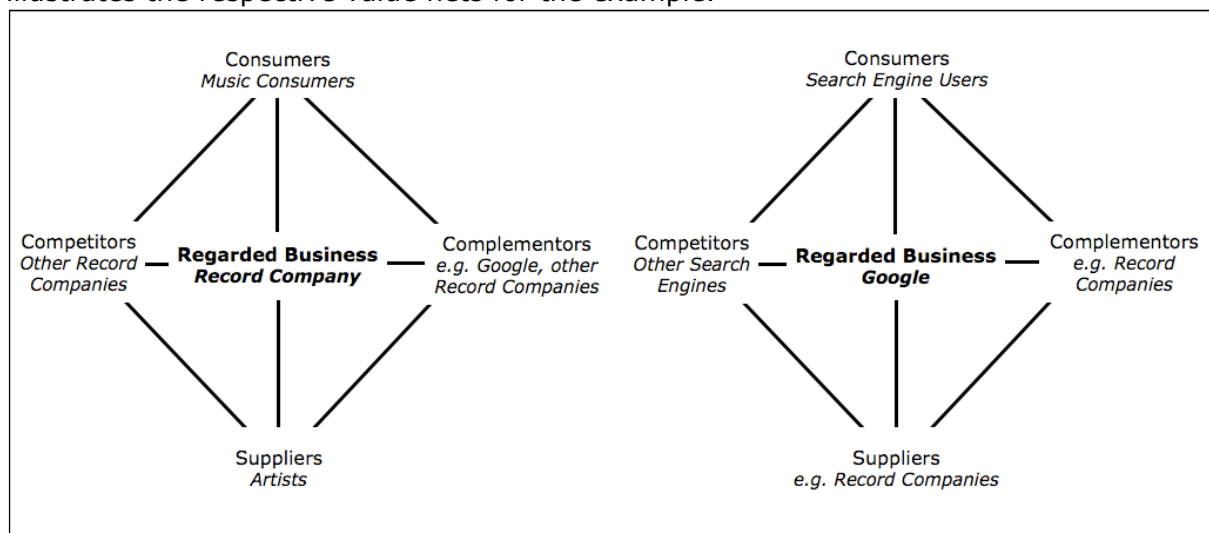 illustrates the respective value nets for the example.
Consumers
Music Consumers
Competitors
Other Record
Companies
Regarded Business
Record Company
Complementors
e.g. Google, other
Record Companies
Suppliers
Artists
Consumers
Search Engine Users
Competitors
Other Search
Engines
Regarded Business
Google
Complementors
e.g. Record
Companies
Suppliers
e.g. Record Companies